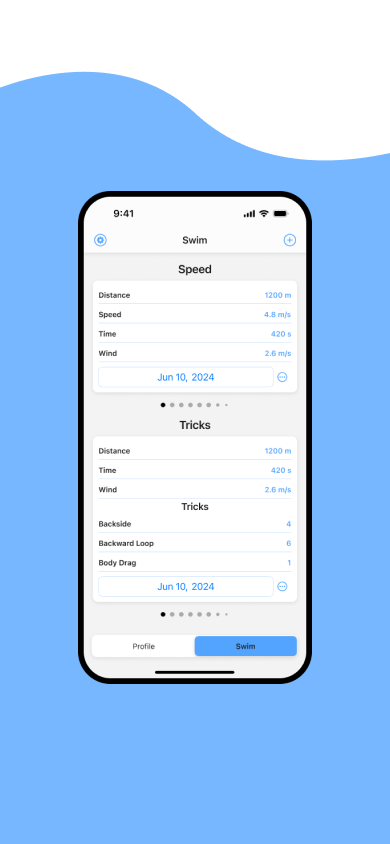 9:41
Swim
Speed
Distance 1200 m
Speed 4.8 m/s
Time 420 s
Wind 2.6 m/s
Jun 10, 2024
Tricks
Distance 1200 m
Time 420 s
Wind 2.6 m/s
Tricks
Backside 4
Backward Loop 6
Body Drag 1
Jun 10, 2024
Profile Swim